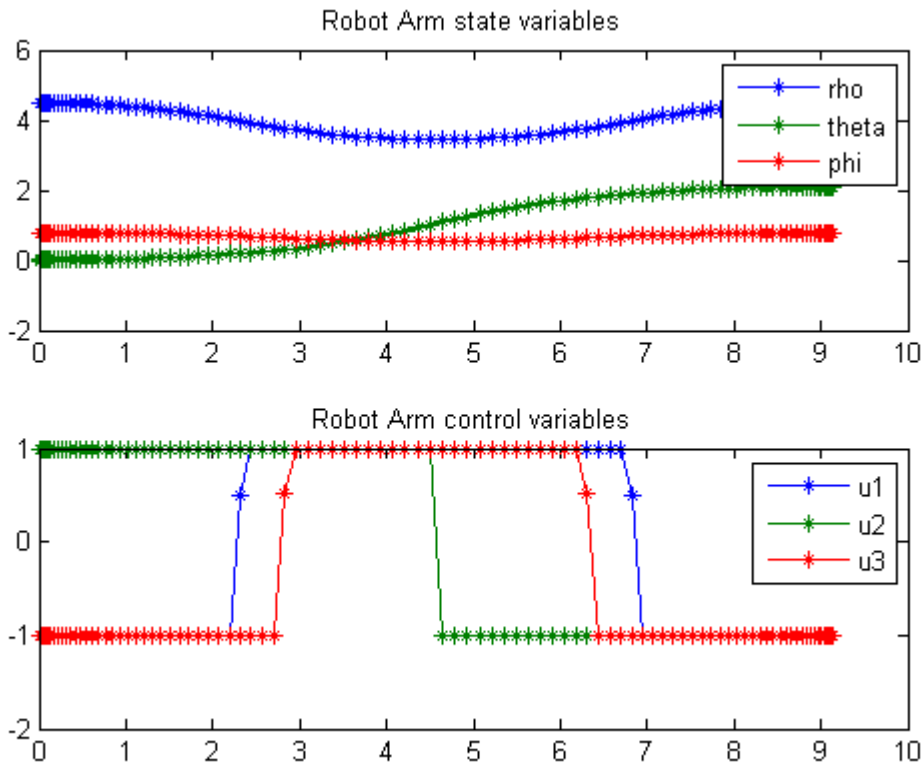 Robot Arm state variables
6
4
2
0
-2
rho
theta
phi
0 1 2 3 4 5 6 7 8 9 10
Robot Arm control variables
1
0
-1
-2
u1
u2
u3
0 1 2 3 4 5 6 7 8 9 10